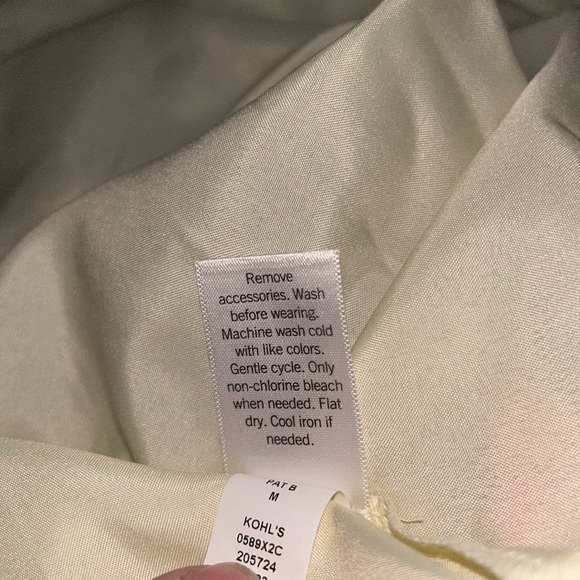 Remove
accessories. Wash
before wearing.
Machine wash cold
with like colors.
Gentle cycle. Only
non-chlorine bleach
when needed. Flat
dry. Cool iron if
needed.
PAT B
M
KOHL'S
0589X2C
205724